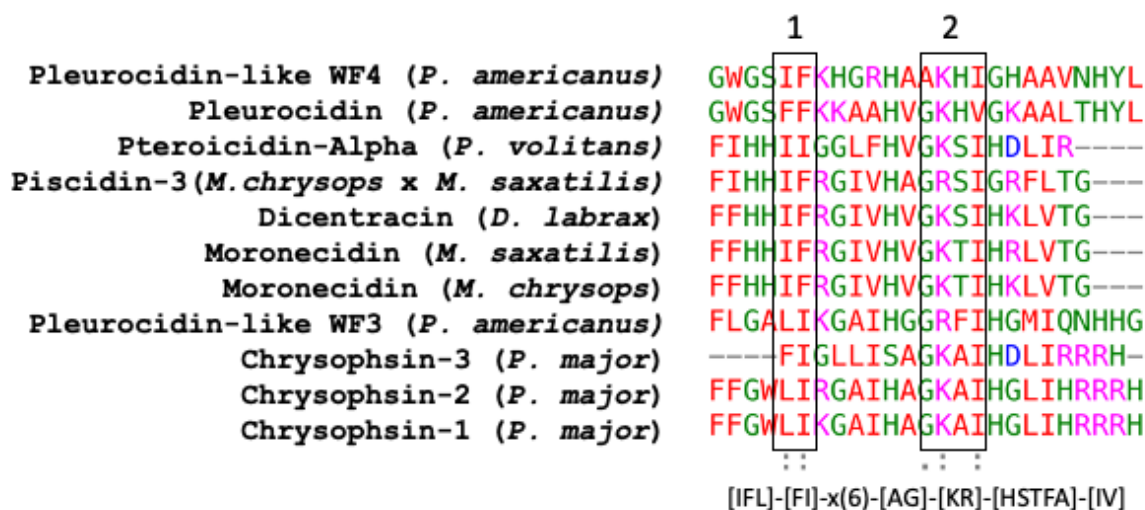 1 2
Pleurocidin-like WF4 (P. americanus) GWGSIFKHGRHAAKHIGHAAVNHYL
Pleurocidin (P. americanus) GWGSFFKKAAHVGKHVGKAALTHYL
Pteroicidin-Alpha (P. volitans) FIHHIIGGLFHVGKSIHDLIR----
Piscidin-3(M.chrysops x M. saxatilis) FIHHIFRGIVHAGRSIGRFLTG---
Dicentracin (D. labrax) FFHHIFRGIVHVGKSIHKLVTG---
Moronecidin (M. saxatilis) FFHHIFRGIVHVGKTIHRLVTG---
Moronecidin (M. chrysops) FFHHIFRGIVHVGKTIHKLVTG---
Pleurocidin-like WF3 (P. americanus) FLGALIKGAIHGGRFIHGMIQNHHG
Chrysophsin-3 (P. major) ----FIGLLISAGKAIHDLIRRRH-
Chrysophsin-2 (P. major) FFGWLIRGAIHAGKAIHGLIHRRRH
Chrysophsin-1 (P. major) FFGWLIKGAIHAGKAIHGLIHRRRH
:: .: :
[IFL]-[FI]-x(6)-[AG]-[KR]-[HSTFA]-[IV]